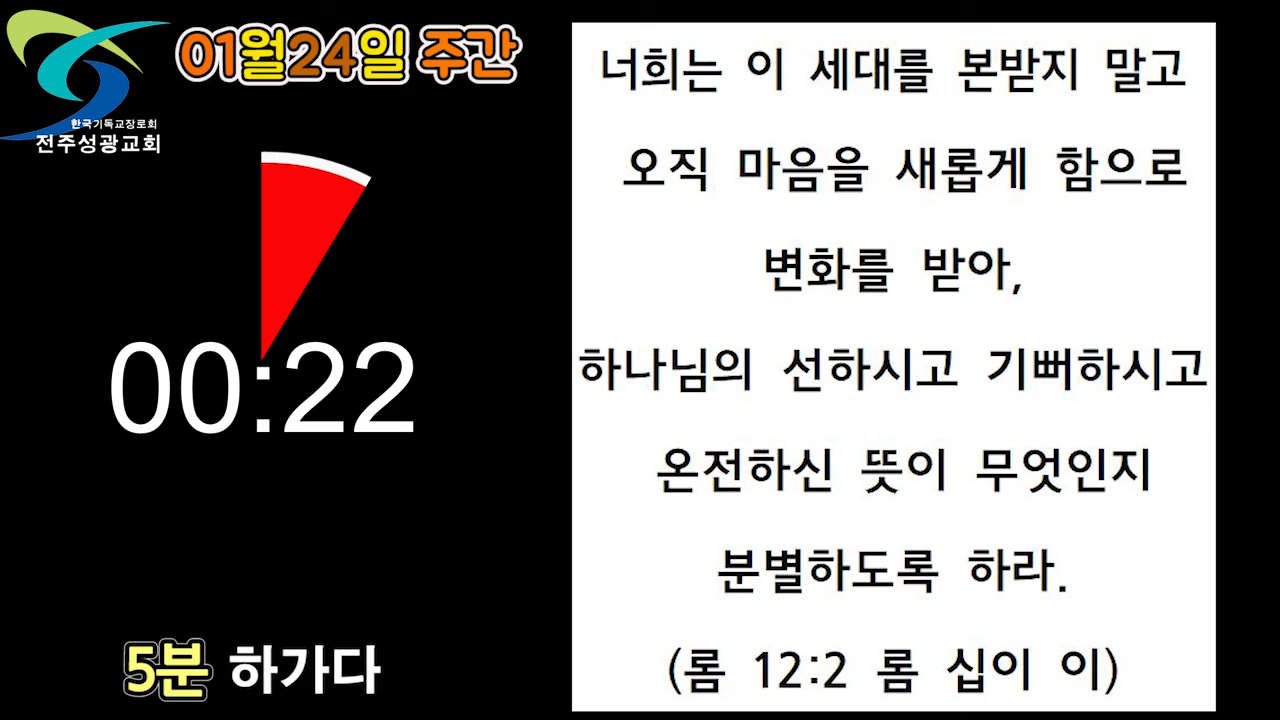 01월24일 주간
한국기독교장로회
전주성광교회
00:22
5분 하가다
너희는 이 세대를 본받지 말고
오직 마음을 새롭게 함으로
변화를 받아,
하나님의 선하시고 기뻐하시고
온전하신 뜻이 무엇인지
분별하도록 하라.
(롬 12:2 롬 십이 이)